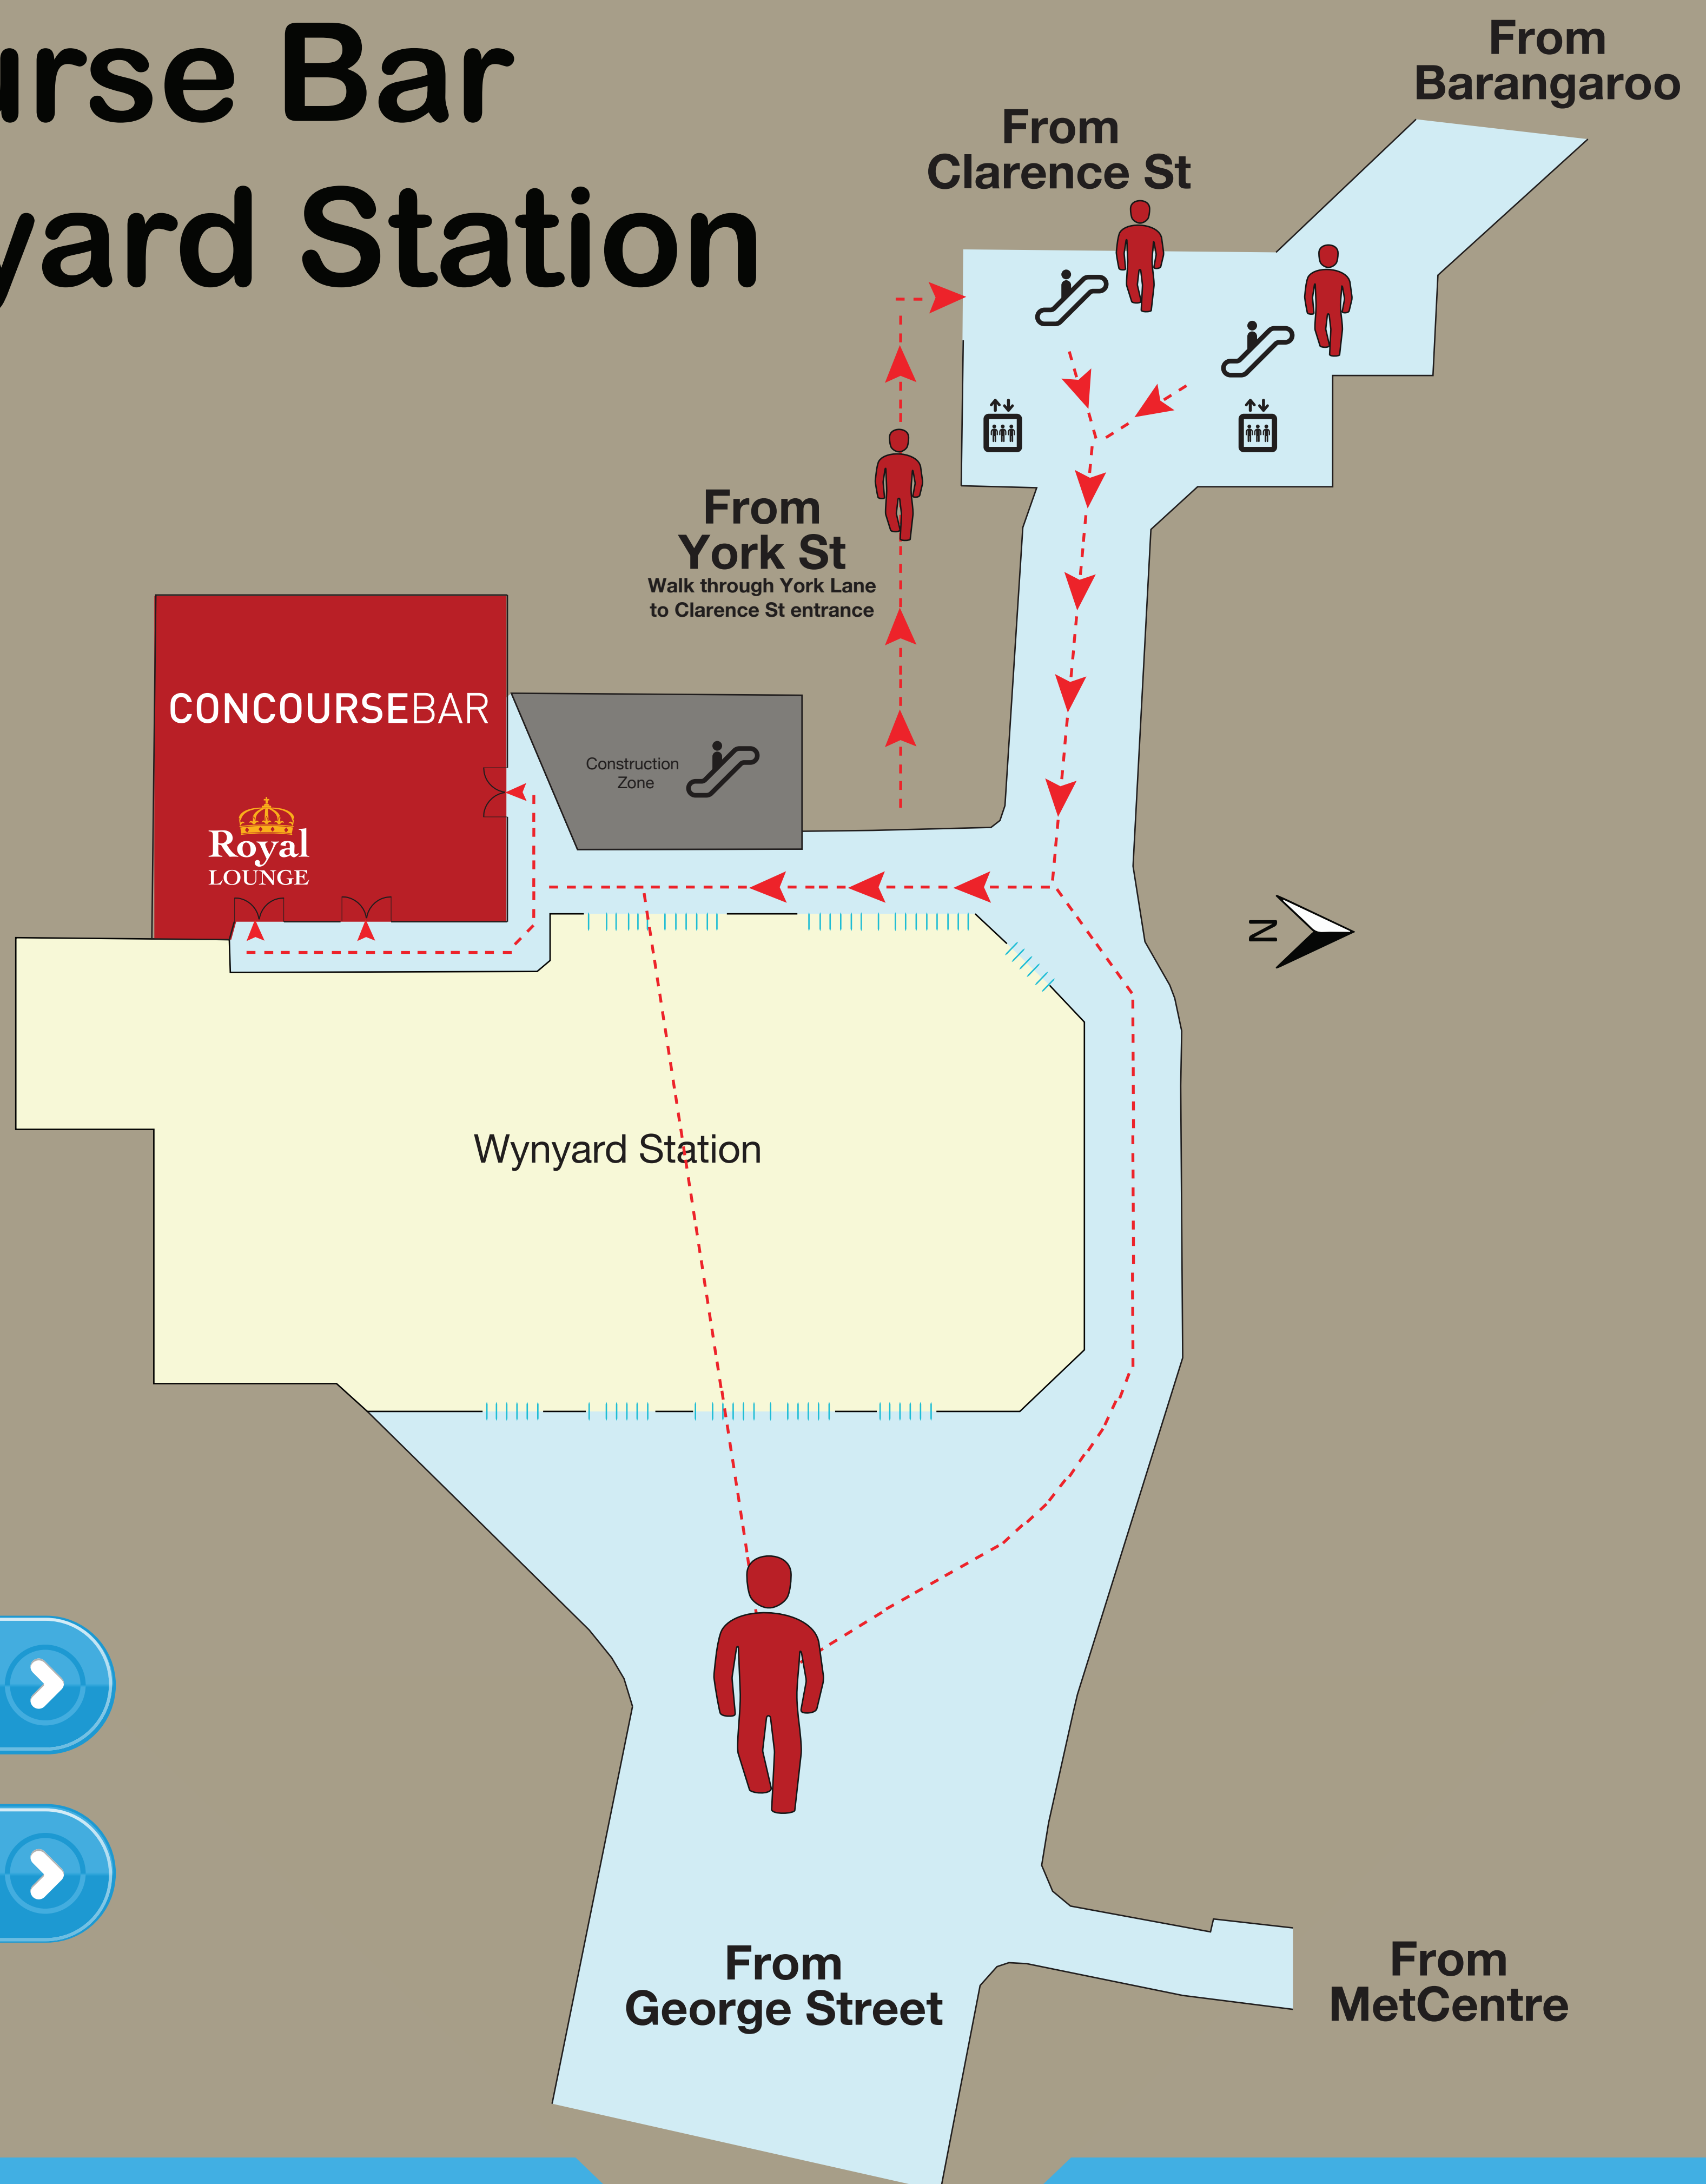 urse Bar
yard Station
From
Barangaroo
From
Clarence St
From
York St
Walk through York Lane
to Clarence St entrance
CONCOURSEBAR
Construction
Zone
Royal
LOUNGE
N
Wynyard Station
From
George Street
From
MetCentre